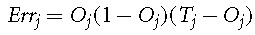 Err_j = O_j(1 − O_j)(T_j − O_j)